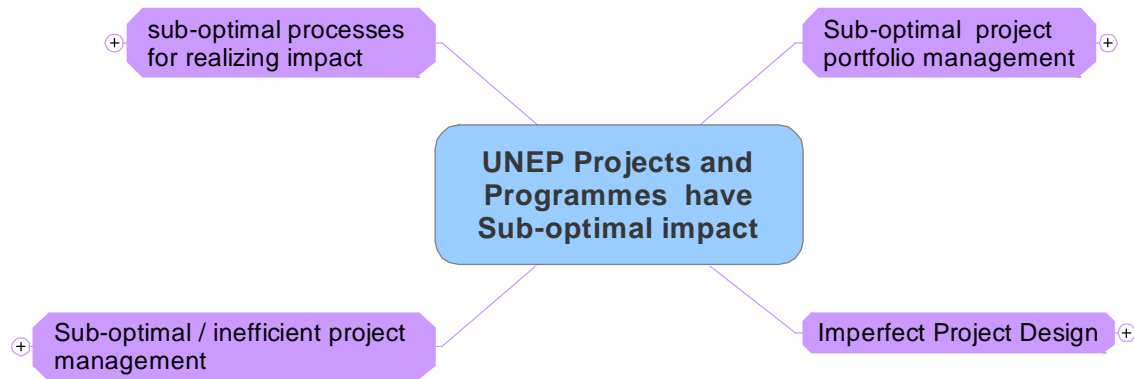 sub-optimal processes
for realizing impact
Sub-optimal project
portfolio management
UNEP Projects and
Programmes have
Sub-optimal impact
Sub-optimal / inefficient project
management
Imperfect Project Design